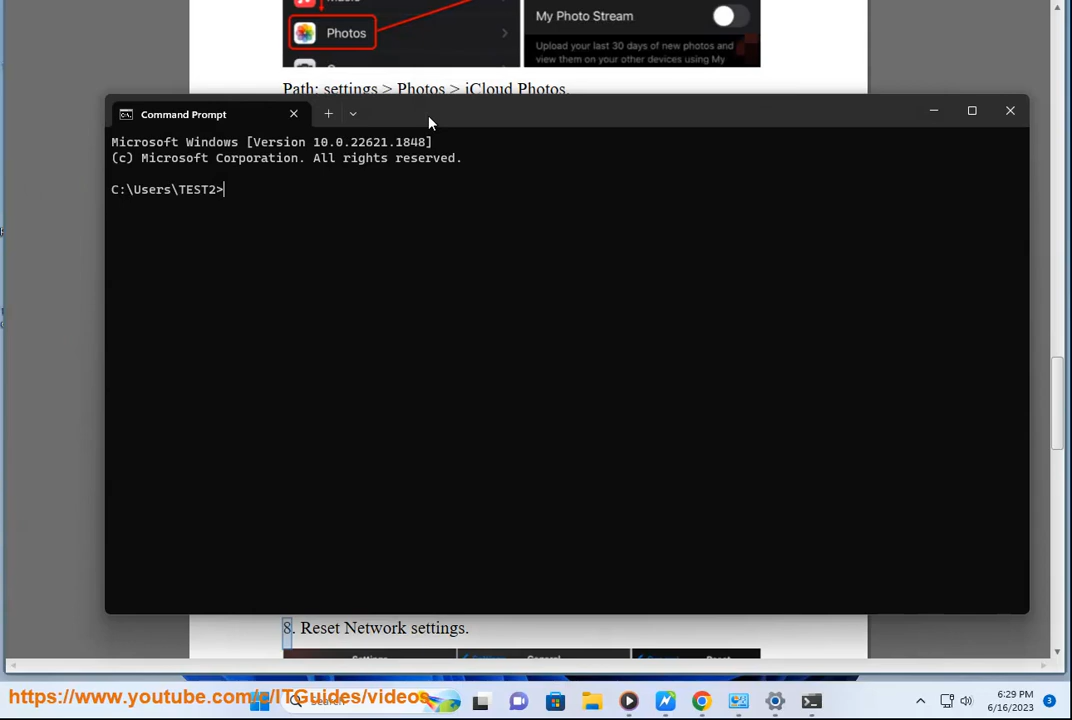 Photos
My Photo Stream
Upload your last 30 days of new photos and
view them on your other devices using My
Path: settings > Photos > iCloud Photos.
Command Prompt
Microsoft Windows [Version 10.0.22621.1848]
(c) Microsoft Corporation. All rights reserved.
C:\Users\TEST2>
8. Reset Network settings.
https://www.youtube.com/c/ITGuides/videos
6:29 PM
6/16/2023
3